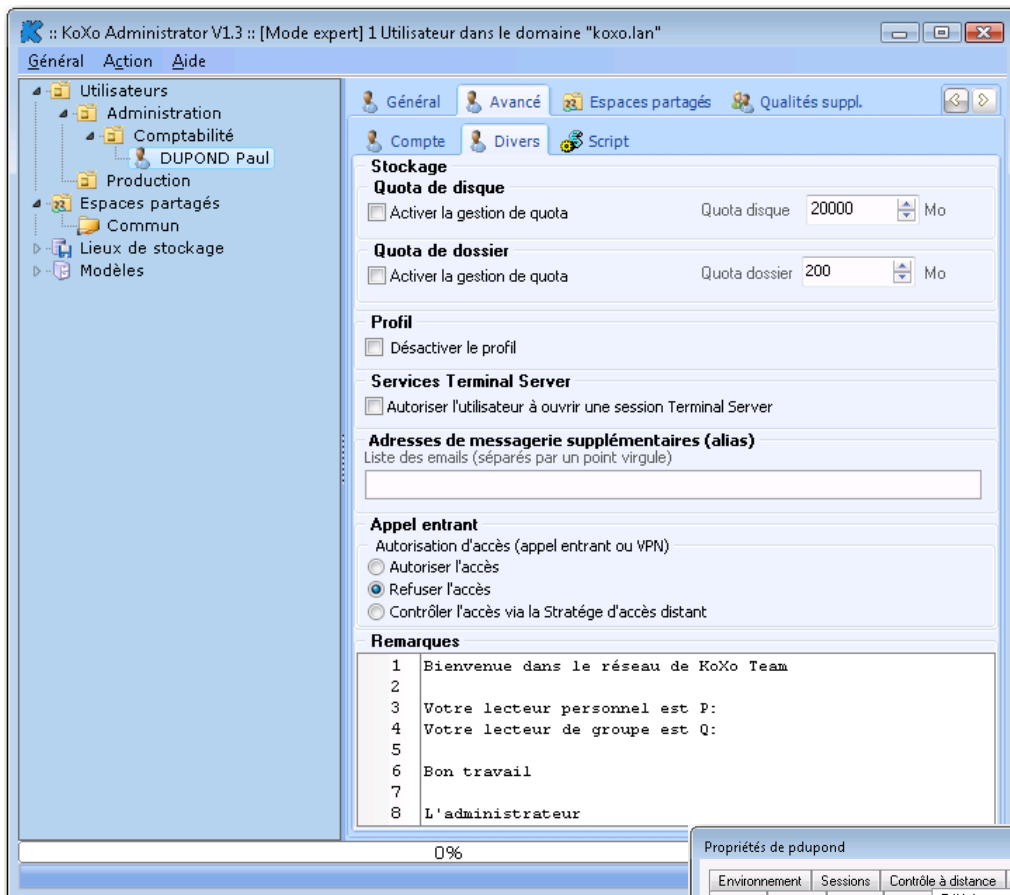 :: KoXo Administrator V1.3 :: [Mode expert] 1 Utilisateur dans le domaine "koxo.lan"
Général Action Aide
Utilisateurs
Administration
Comptabilité
DUPOND Paul
Production
Espaces partagés
Commun
Lieux de stockage
Modèles
Général Avancé Espaces partagés Qualités suppl.
Compte Divers Script
Stockage
Quota de disque
Activer la gestion de quota Quota disque 20000 Mo
Quota de dossier
Activer la gestion de quota Quota dossier 200 Mo
Profil
Désactiver le profil
Services Terminal Server
Autoriser l'utilisateur à ouvrir une session Terminal Server
Adresses de messagerie supplémentaires (alias)
Liste des emails (séparés par un point virgule)
Appel entrant
Autorisation d'accès (appel entrant ou VPN)
Autoriser l'accès
Refuser l'accès
Contrôler l'accès via la Stratége d'accès distant
Remarques
1 Bienvenue dans le réseau de KoXo Team
2
3 Votre lecteur personnel est P:
4 Votre lecteur de groupe est Q:
5
6 Bon travail
7
8 L'administrateur
0%
Propriétés de pdupond
Environnement Sessions Contrôle à distance